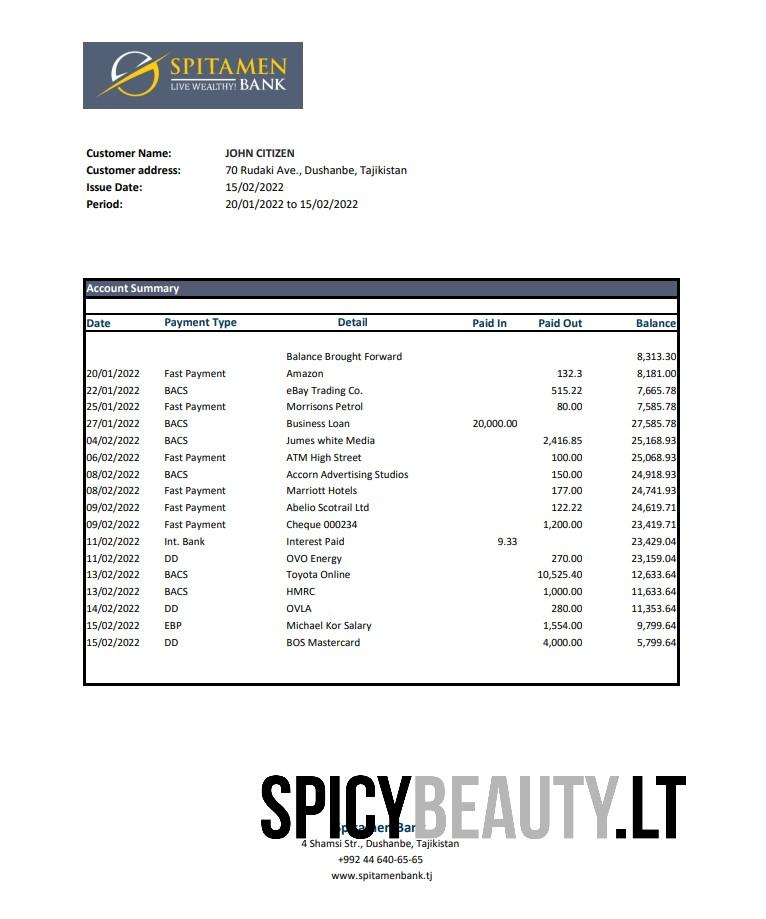 SPITAMEN
LIVE WEALTHY! BANK
Customer Name: JOHN CITIZEN
Customer address: 70 Rudaki Ave., Dushanbe, Tajikistan
Issue Date: 15/02/2022
Period: 20/01/2022 to 15/02/2022
Account Summary
Date Payment Type Detail Paid In Paid Out Balance
Balance Brought Forward 8,313.30
20/01/2022 Fast Payment Amazon 132.3 8,181.00
22/01/2022 BACS eBay Trading Co. 515.22 7,665.78
25/01/2022 Fast Payment Morrisons Petrol 80.00 7,585.78
27/01/2022 BACS Business Loan 20,000.00 27,585.78
04/02/2022 BACS Jumes white Media 2,416.85 25,168.93
06/02/2022 Fast Payment ATM High Street 100.00 25,068.93
08/02/2022 BACS Accorn Advertising Studios 150.00 24,918.93
08/02/2022 Fast Payment Marriott Hotels 177.00 24,741.93
09/02/2022 Fast Payment Abelio Scotrail Ltd 122.22 24,619.71
09/02/2022 Fast Payment Cheque 000234 1,200.00 23,419.71
11/02/2022 Int. Bank Interest Paid 9.33 23,429.04
11/02/2022 DD OVO Energy 270.00 23,159.04
13/02/2022 BACS Toyota Online 10,525.40 12,633.64
13/02/2022 BACS HMRC 1,000.00 11,633.64
14/02/2022 DD OVLA 280.00 11,353.64
15/02/2022 EBP Michael Kor Salary 1,554.00 9,799.64
15/02/2022 DD BOS Mastercard 4,000.00 5,799.64
SPICYBEAUTY.LT
Spitamen Bank
4 Shamsi Str., Dushanbe, Tajikistan
+992 44 640-65-65
www.spitamenbank.tj